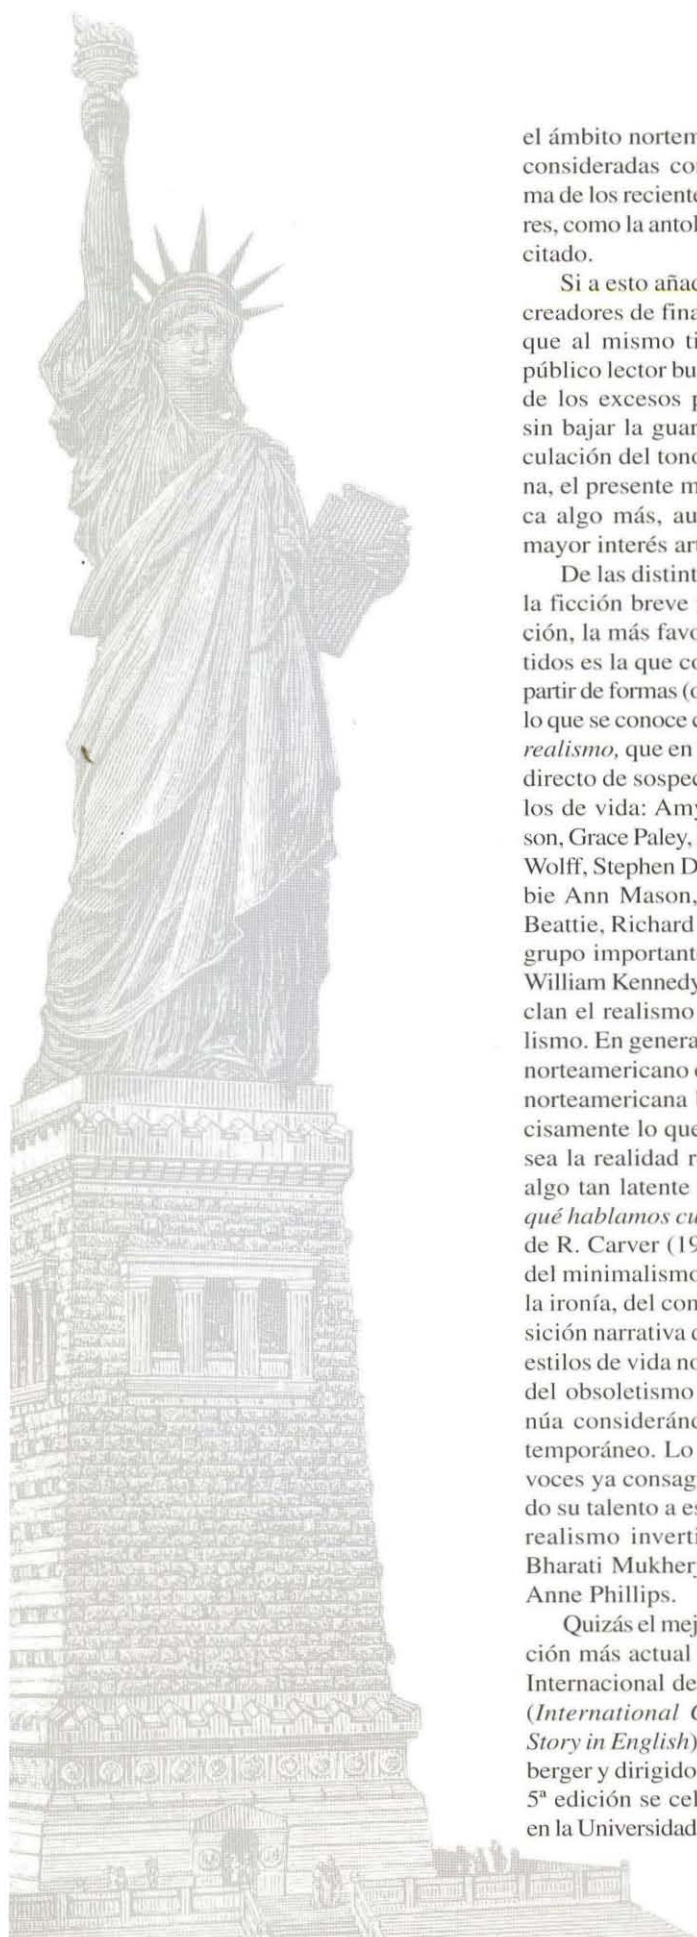 el ámbito nortem
consideradas cor
ma de los reciente
res, como la antol
citado.
Si a esto añad
creadores de fina
que al mismo ti
público lector bu
de los excesos p
sin bajar la guar
culación del tono
na, el presente m
ca algo más, au
mayor interés art
De las distint
la ficción breve
ción, la más favo
tidos es la que co
partir de formas (o
lo que se conoce c
realismo, que en
directo de sospec
los de vida: Amy
son, Grace Paley,
Wolff, Stephen D
bie Ann Mason,
Beattie, Richard
grupo importante
William Kennedy
clan el realismo
lismo. En genera
norteamericano e
norteamericana l
cisamente lo que
sea la realidad r
algo tan latente
qué hablamos cu
de R. Carver (19
del minimalismo
la ironía, del con
sición narrativa d
estilos de vida no
del obsoletismo
núa consideránd
temporáneo. Lo
voces ya consag
do su talento a es
realismo inverti
Bharati Mukherj
Anne Phillips.
Quizás el mej
ción más actual
Internacional de
(International C
Story in English)
berger y dirigido
5ª edición se cel
en la Universidad